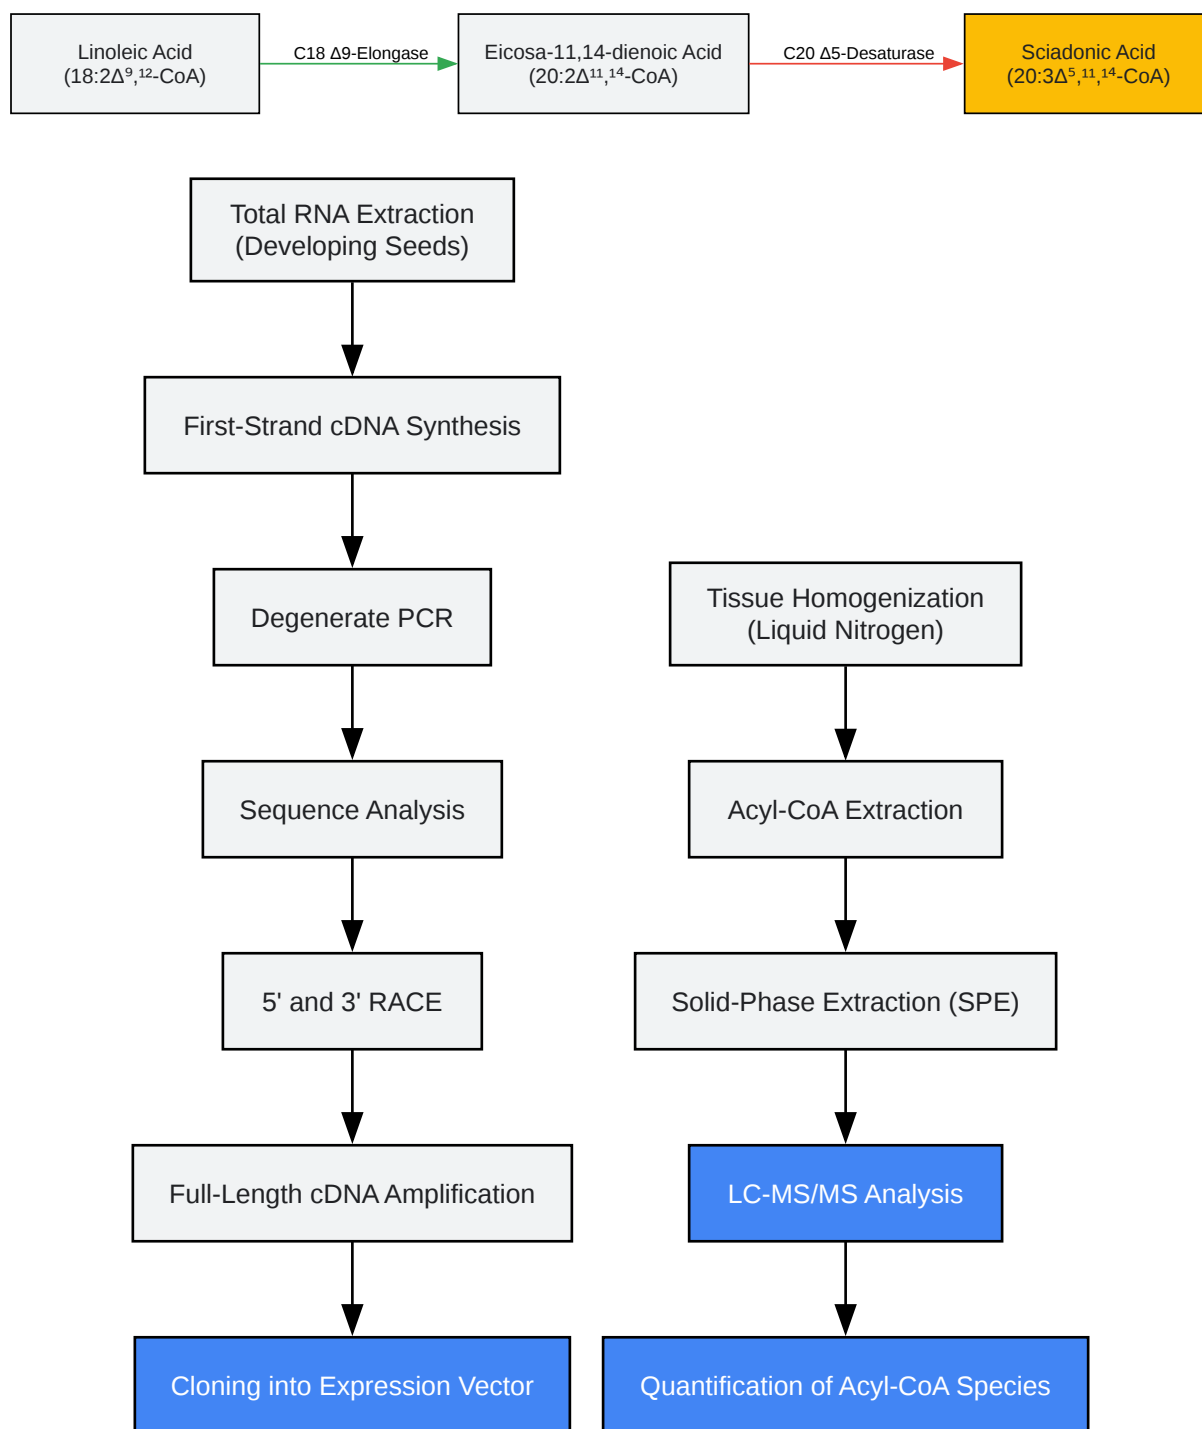 Linoleic Acid
(18:2Δ⁹,¹²-CoA)
C18 Δ9-Elongase
Eicosa-11,14-dienoic Acid
(20:2Δ¹¹,¹⁴-CoA)
C20 Δ5-Desaturase
Sciadonic Acid
(20:3Δ⁵,¹¹,¹⁴-CoA)
Total RNA Extraction
(Developing Seeds)
First-Strand cDNA Synthesis
Degenerate PCR
Sequence Analysis
5' and 3' RACE
Full-Length cDNA Amplification
Cloning into Expression Vector
Tissue Homogenization
(Liquid Nitrogen)
Acyl-CoA Extraction
Solid-Phase Extraction (SPE)
LC-MS/MS Analysis
Quantification of Acyl-CoA Species